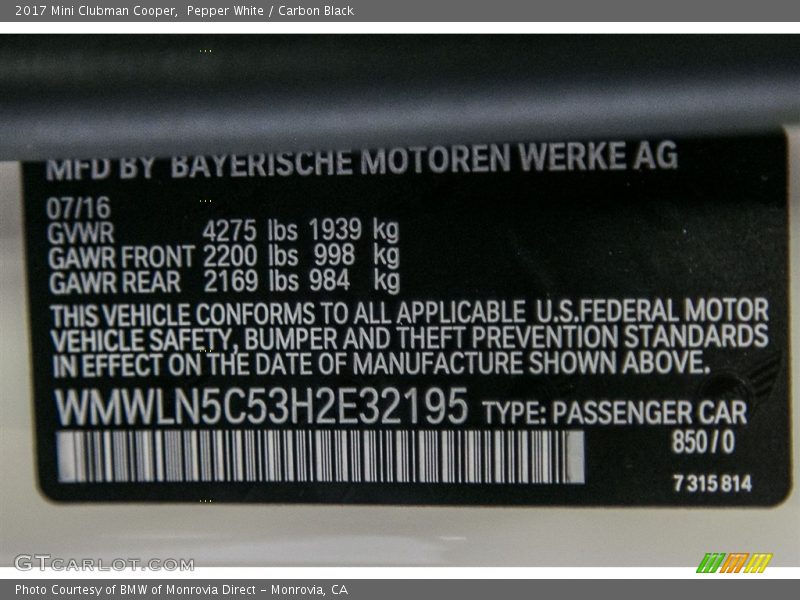 2017 Mini Clubman Cooper, Pepper White / Carbon Black
MFD BY BAYERISCHE MOTOREN WERKE AG
07/16
GVWR 4275 lbs 1939 kg
GAWR FRONT 2200 lbs 998 kg
GAWR REAR 2169 lbs 984 kg
THIS VEHICLE CONFORMS TO ALL APPLICABLE U.S.FEDERAL MOTOR
VEHICLE SAFETY, BUMPER AND THEFT PREVENTION STANDARDS
IN EFFECT ON THE DATE OF MANUFACTURE SHOWN ABOVE.
WMWLN5C53H2E32195 TYPE: PASSENGER CAR
850/0
7 315 814
GTCARLOT.COM
Photo Courtesy of BMW of Monrovia Direct - Monrovia, CA